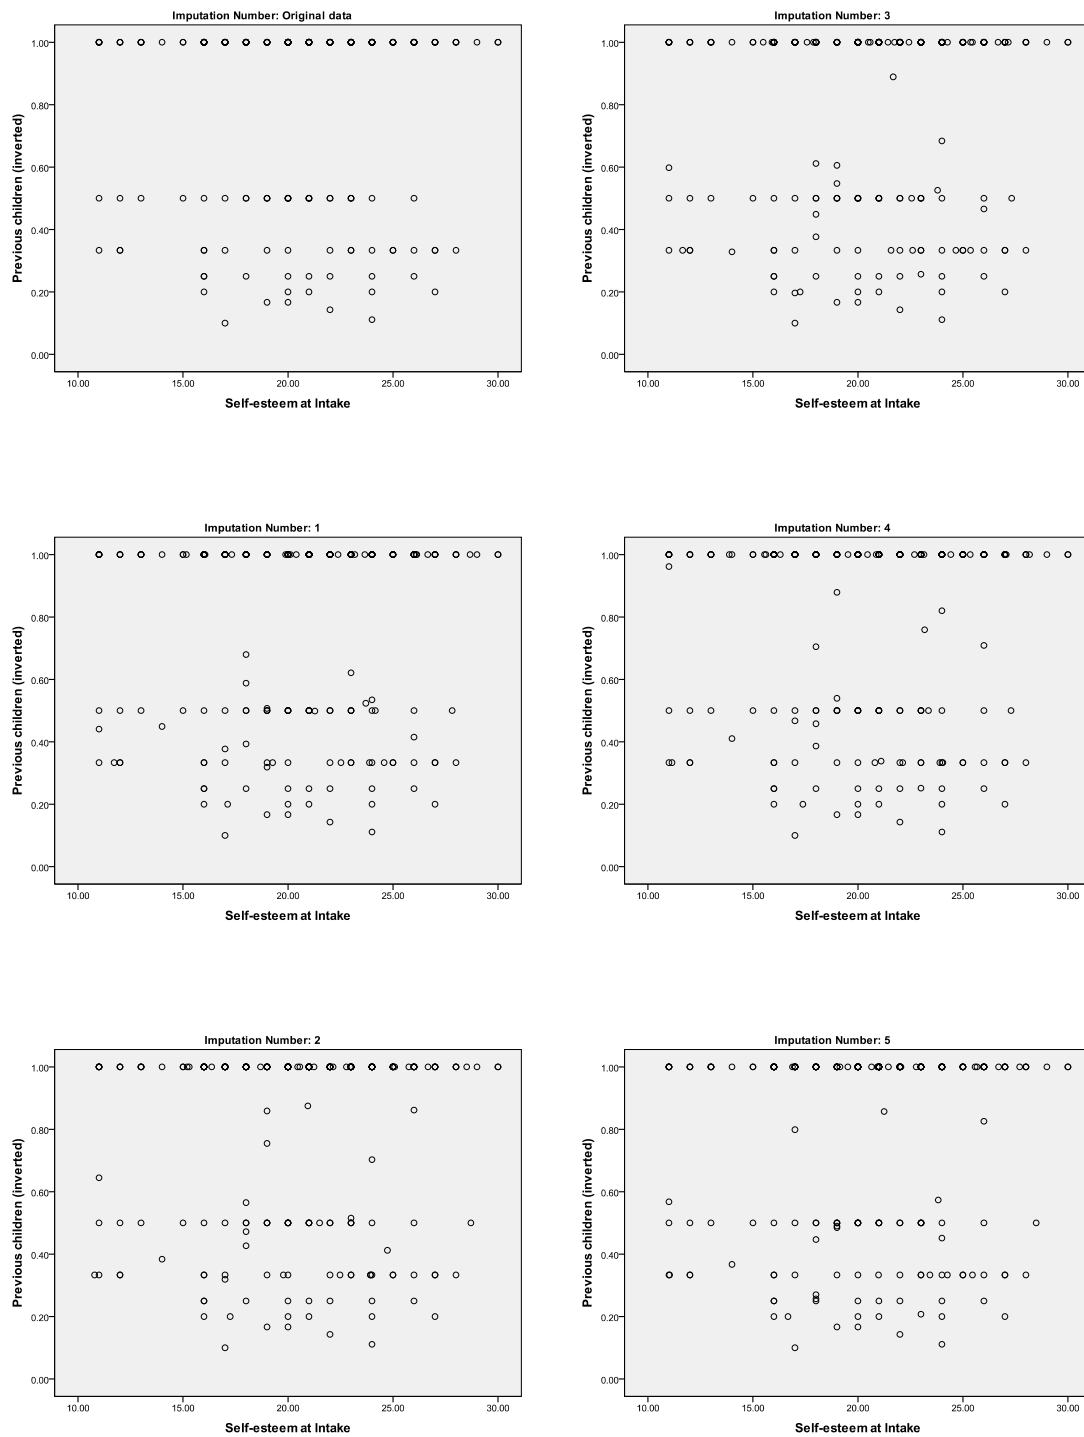 Imputation Number: Original data
1.00
0.80
0.60
0.40
0.20
0.00
Previous children (inverted)
10.00 15.00 20.00 25.00 30.00
Self-esteem at Intake
Imputation Number: 3
1.00
0.80
0.60
0.40
0.20
0.00
Previous children (inverted)
10.00 15.00 20.00 25.00 30.00
Self-esteem at Intake
Imputation Number: 1
1.00
0.80
0.60
0.40
0.20
0.00
Previous children (inverted)
10.00 15.00 20.00 25.00 30.00
Self-esteem at Intake
Imputation Number: 4
1.00
0.80
0.60
0.40
0.20
0.00
Previous children (inverted)
10.00 15.00 20.00 25.00 30.00
Self-esteem at Intake
Imputation Number: 2
1.00
0.80
0.60
0.40
0.20
0.00
Previous children (inverted)
10.00 15.00 20.00 25.00 30.00
Self-esteem at Intake
Imputation Number: 5
1.00
0.80
0.60
0.40
0.20
0.00
Previous children (inverted)
10.00 15.00 20.00 25.00 30.00
Self-esteem at Intake